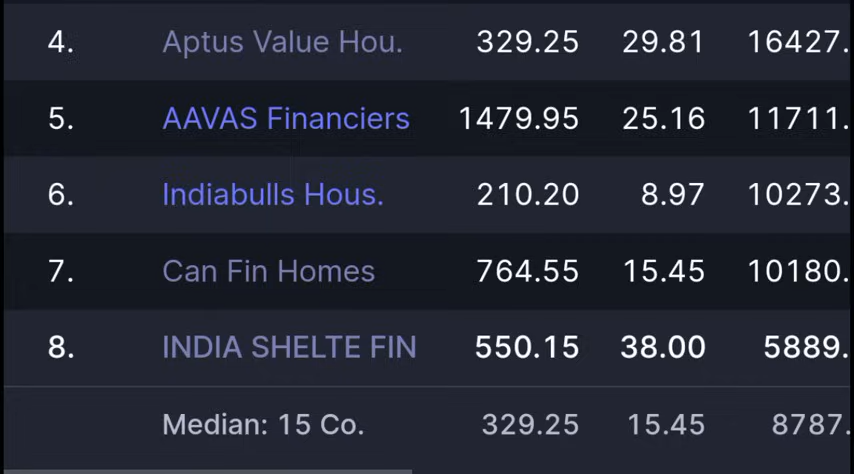 4. Aptus Value Hou. 329.25 29.81 16427.
5. AAVAS Financiers 1479.95 25.16 11711.
6. Indiabulls Hous. 210.20 8.97 10273.
7. Can Fin Homes 764.55 15.45 10180.
8. INDIA SHELTE FIN 550.15 38.00 5889.
Median: 15 Co. 329.25 15.45 8787.